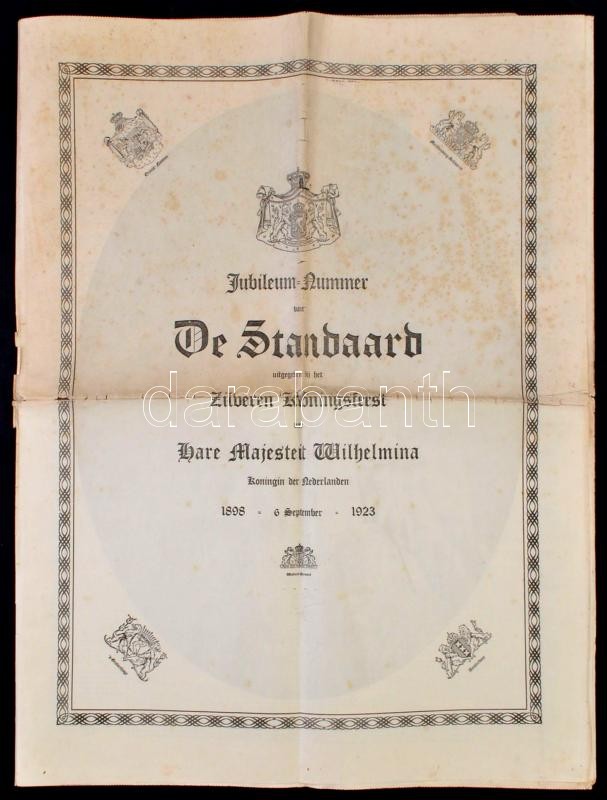 Jubileum=Nummer
van
De Standaard
uitgegeven bij het
Zilveren Koningsfeest
Hare Majesteit Wilhelmina
Koningin der Nederlanden
1898 - 6 September - 1923
darabanth